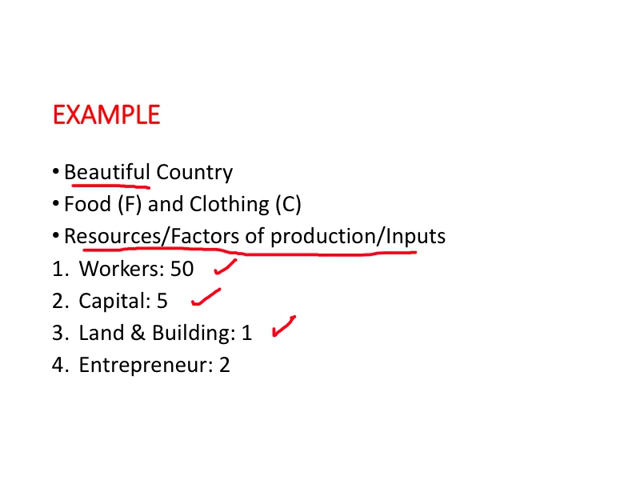 EXAMPLE
• Beautiful Country
• Food (F) and Clothing (C)
• Resources/Factors of production/Inputs
1. Workers: 50
2. Capital: 5
3. Land & Building: 1
4. Entrepreneur: 2